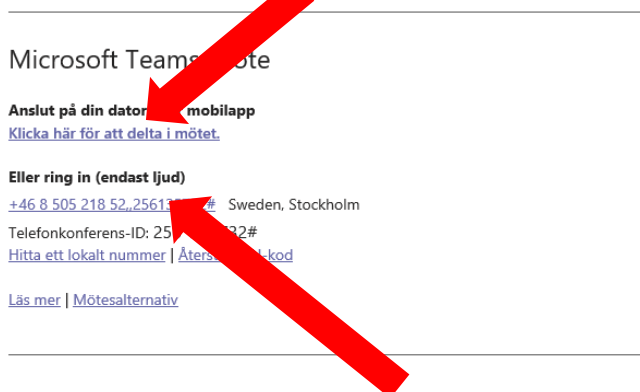 Microsoft Teams
Anslut på din dator mobilapp
Klicka här för att delta i mötet.
Eller ring in (endast ljud)
+46 8 505 218 52,, # Sweden, Stockholm
Telefonkonferens-ID: #
Hitta ett lokalt nummer |
Läs mer | Mötesalternativ